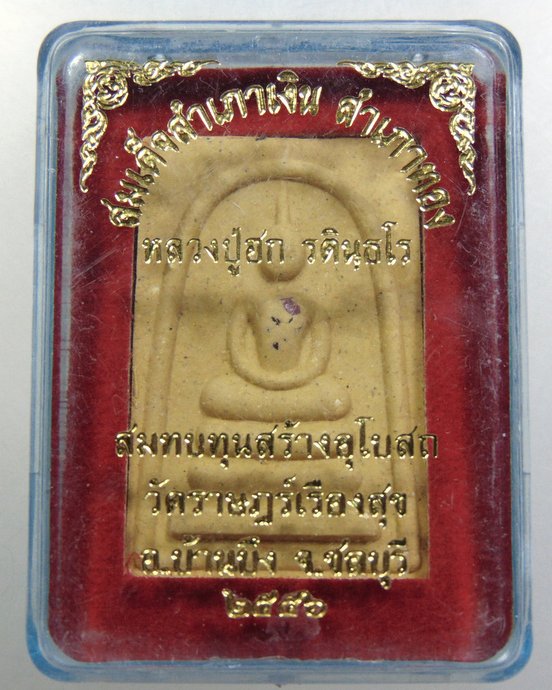 สมเด็จสำเภาเงิน สำเภาทอง
หลวงปู่ฮก รตินฺธโร
สมทบทุนสร้างอุโบสถ
วัดราษฎร์เรืองสุข
อ.บ้านบึง จ.ชลบุรี
๒๕๕๖